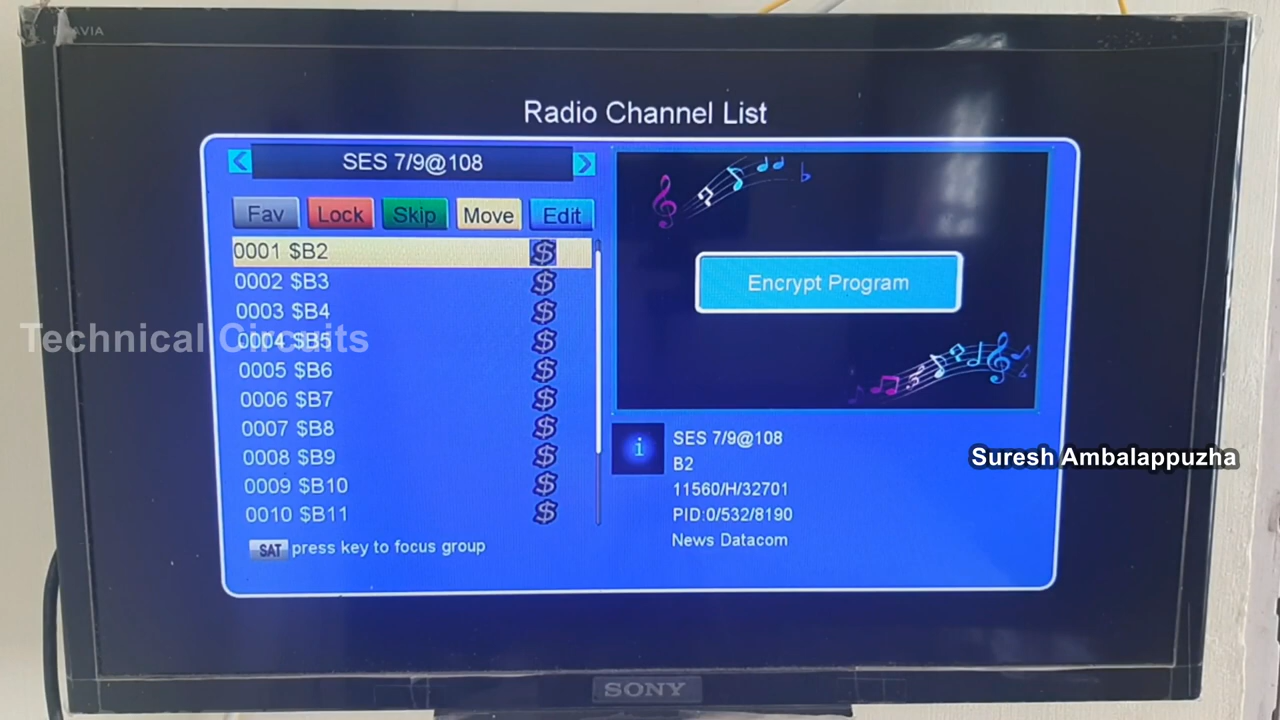 BRAVIA
Radio Channel List
SES 7/9@108
Fav Lock Skip Move Edit
0001 $B2
0002 $B3
0003 $B4
0004 $B5
0005 $B6
0006 $B7
0007 $B8
0008 $B9
0009 $B10
0010 $B11
SAT press key to focus group
Encrypt Program
SES 7/9@108
B2
11560/H/32701
PID:0/532/8190
News Datacom
Technical Circuits
Suresh Ambalappuzha
SONY